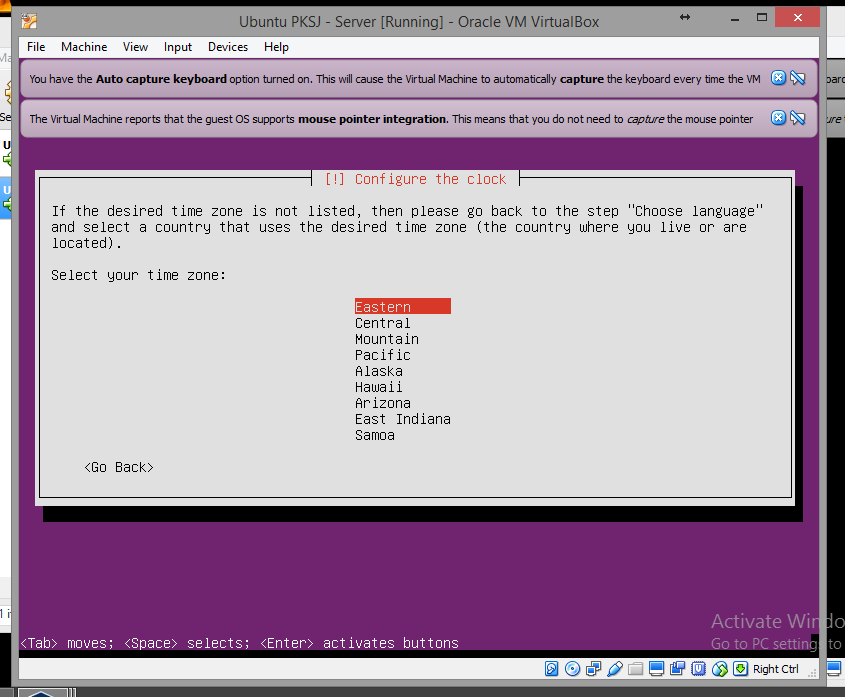 Ubuntu PKSJ - Server [Running] - Oracle VM VirtualBox
File Machine View Input Devices Help
You have the Auto capture keyboard option turned on. This will cause the Virtual Machine to automatically capture the keyboard every time the VM
The Virtual Machine reports that the guest OS supports mouse pointer integration. This means that you do not need to capture the mouse pointer
[!] Configure the clock
If the desired time zone is not listed, then please go back to the step "Choose language"
and select a country that uses the desired time zone (the country where you live or are
located).
Select your time zone:
Eastern
Central
Mountain
Pacific
Alaska
Hawaii
Arizona
East Indiana
Samoa
<Go Back>
Activate Windo
Go to PC settings to
<Tab> moves; <Space> selects; <Enter> activates buttons
Right Ctrl